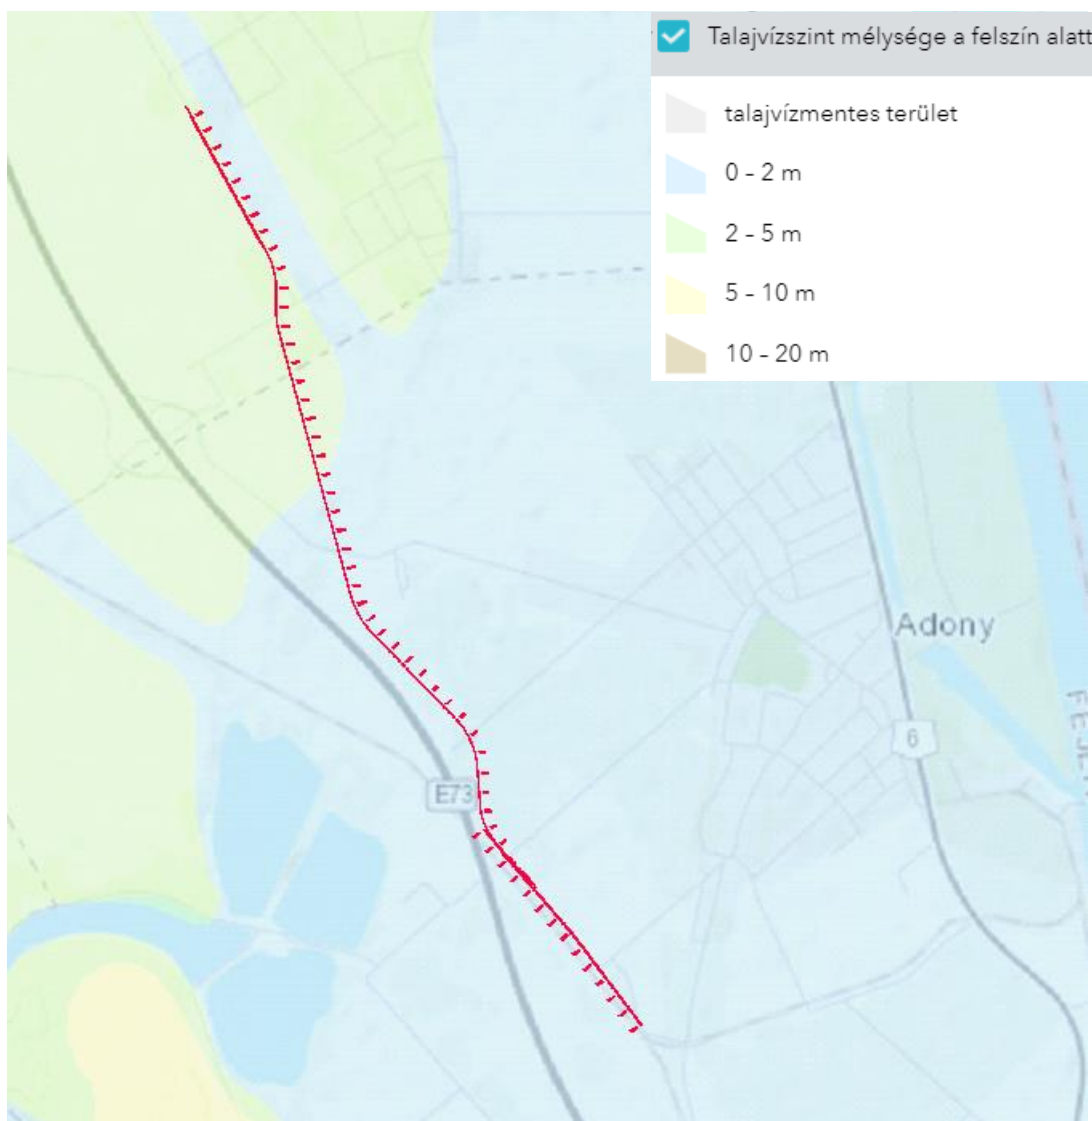 Talajvízszint mélysége a felszín alatt
talajvízmentes terület
0 - 2 m
2 - 5 m
5 - 10 m
10 - 20 m
Adony
6
E73